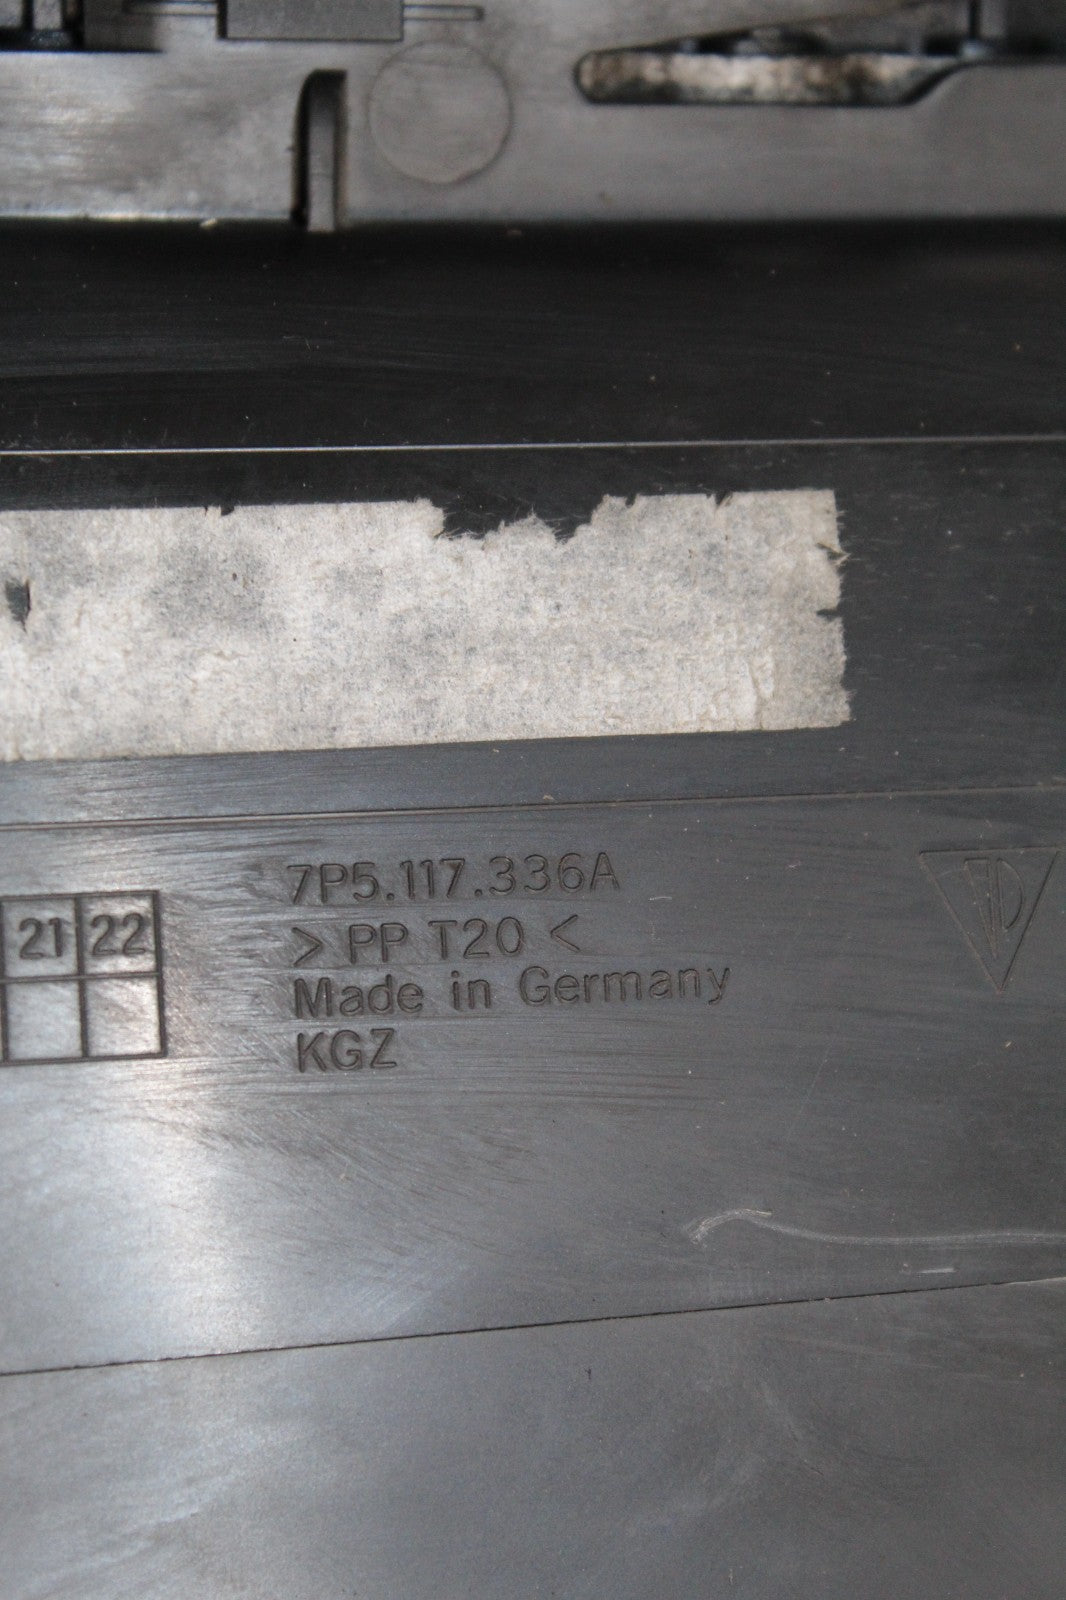 7P5.117.336A
21 22
> PP T20 <
Made in Germany
KGZ